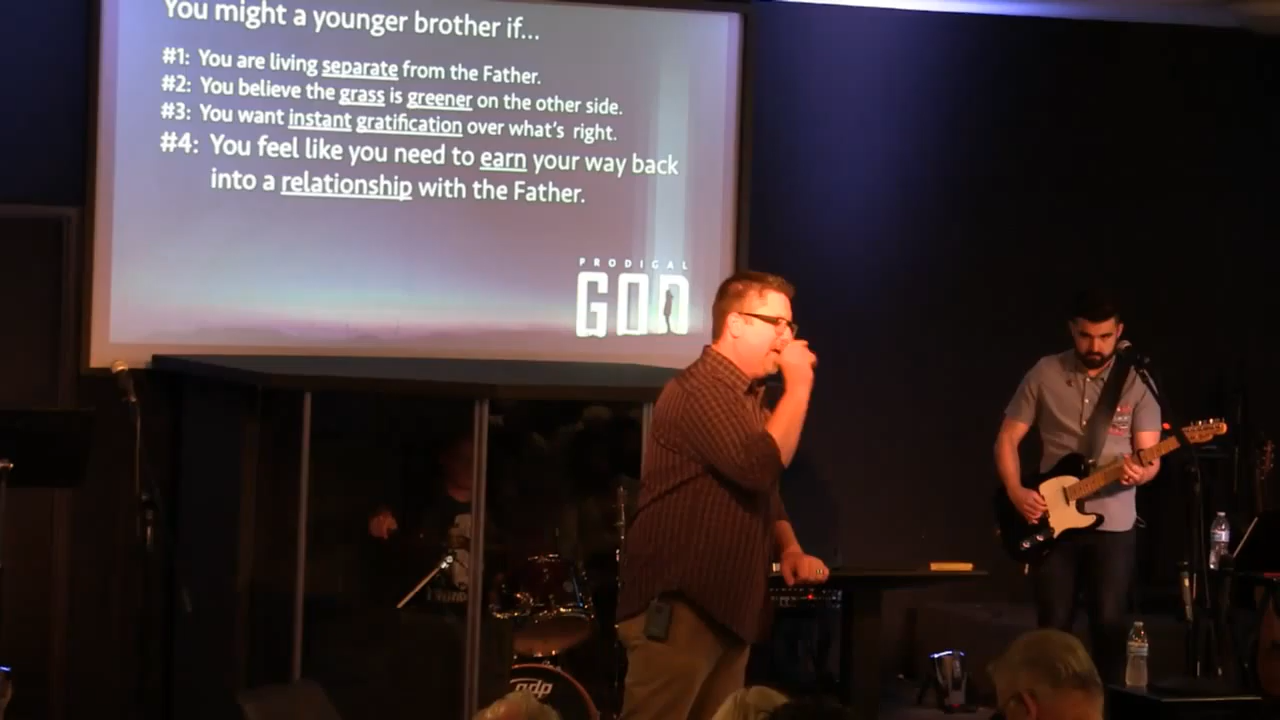 You might a younger brother if...
#1: You are living separate from the Father.
#2: You believe the grass is greener on the other side.
#3: You want instant gratification over what's right.
#4: You feel like you need to earn your way back
into a relationship with the Father.
PRODIGAL
GOD
pdp